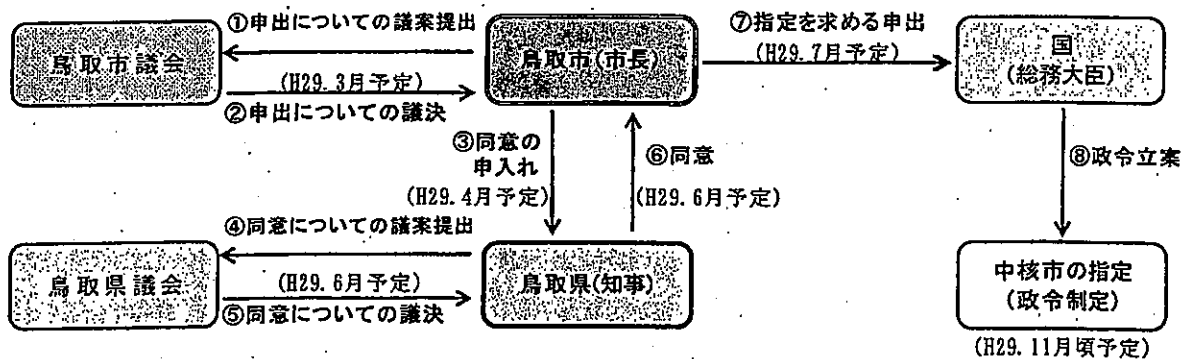 ①申出についての議案提出
鳥取市議会
(H29.3月予定)
②申出についての議決
鳥取市(市長)
⑦指定を求める申出
(H29.7月予定)
国
(総務大臣)
③同意の
申入れ
(H29.4月予定)
⑥同意
(H29.6月予定)
⑧政令立案
④同意についての議案提出
鳥取県議会
(H29.6月予定)
⑤同意についての議決
鳥取県(知事)
中核市の指定
(政令制定)
(H29.11月頃予定)